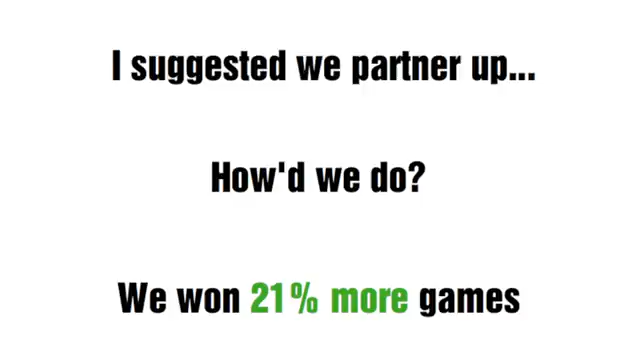 I suggested we partner up...
How'd we do?
We won 21% more games